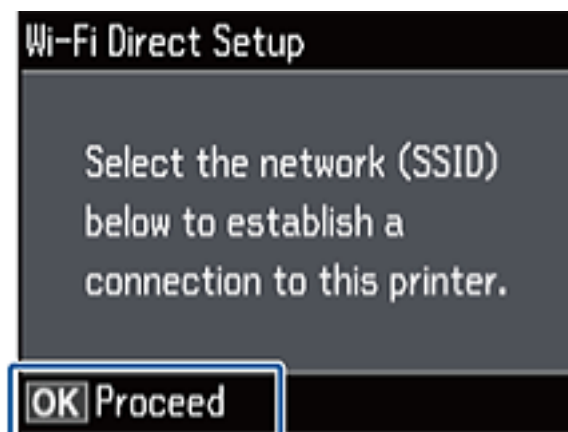 Wi-Fi Direct Setup
Select the network (SSID)
below to establish a
connection to this printer.
OK Proceed